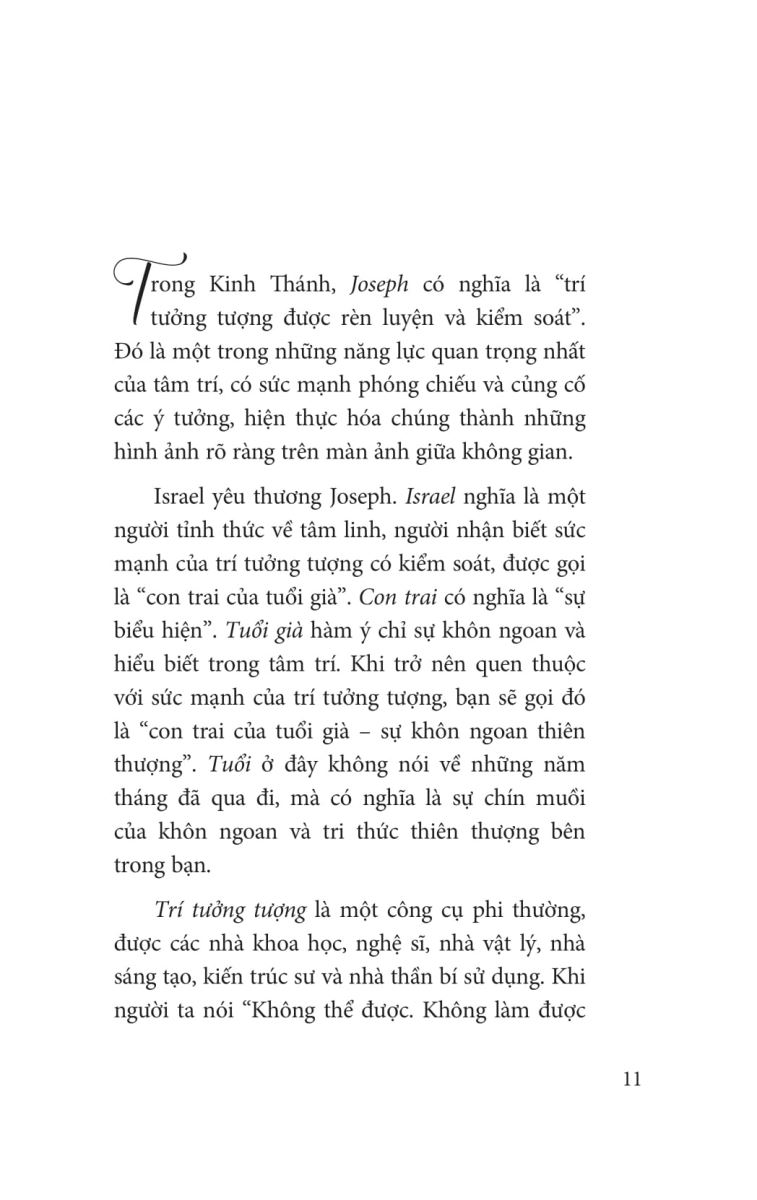 Trong Kinh Thánh, Joseph có nghĩa là “trí
tưởng tượng được rèn luyện và kiểm soát”.
Đó là một trong những năng lực quan trọng nhất
của tâm trí, có sức mạnh phóng chiếu và củng cố
các ý tưởng, hiện thực hóa chúng thành những
hình ảnh rõ ràng trên màn ảnh giữa không gian.
Israel yêu thương Joseph. Israel nghĩa là một
người tỉnh thức về tâm linh, người nhận biết sức
mạnh của trí tưởng tượng có kiểm soát, được gọi
là “con trai của tuổi già”. Con trai có nghĩa là “sự
biểu hiện”. Tuổi già hàm ý chỉ sự khôn ngoan và
hiểu biết trong tâm trí. Khi trở nên quen thuộc
với sức mạnh của trí tưởng tượng, bạn sẽ gọi đó
là “con trai của tuổi già – sự khôn ngoan thiên
thượng”. Tuổi ở đây không nói về những năm
tháng đã qua đi, mà có nghĩa là sự chín muồi
của khôn ngoan và tri thức thiên thượng bên
trong bạn.
Trí tưởng tượng là một công cụ phi thường,
được các nhà khoa học, nghệ sĩ, nhà vật lý, nhà
sáng tạo, kiến trúc sư và nhà thần bí sử dụng. Khi
người ta nói “Không thể được. Không làm được
11